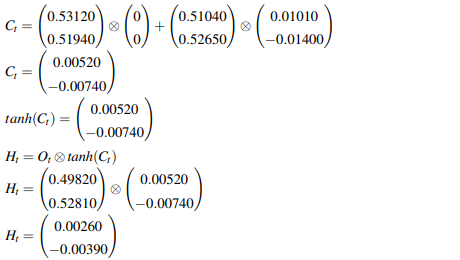 C_t = (0.53120 0.51940) ⊗ (0 0) + (0.51040 0.52650) ⊗ (0.01010 −0.01400)
C_t = (0.00520 −0.00740)
tanh(C_t) = (0.00520 −0.00740)
H_t = O_t ⊗ tanh(C_t)
H_t = (0.49820 0.52810) ⊗ (0.00520 −0.00740)
H_t = (0.00260 −0.00390)